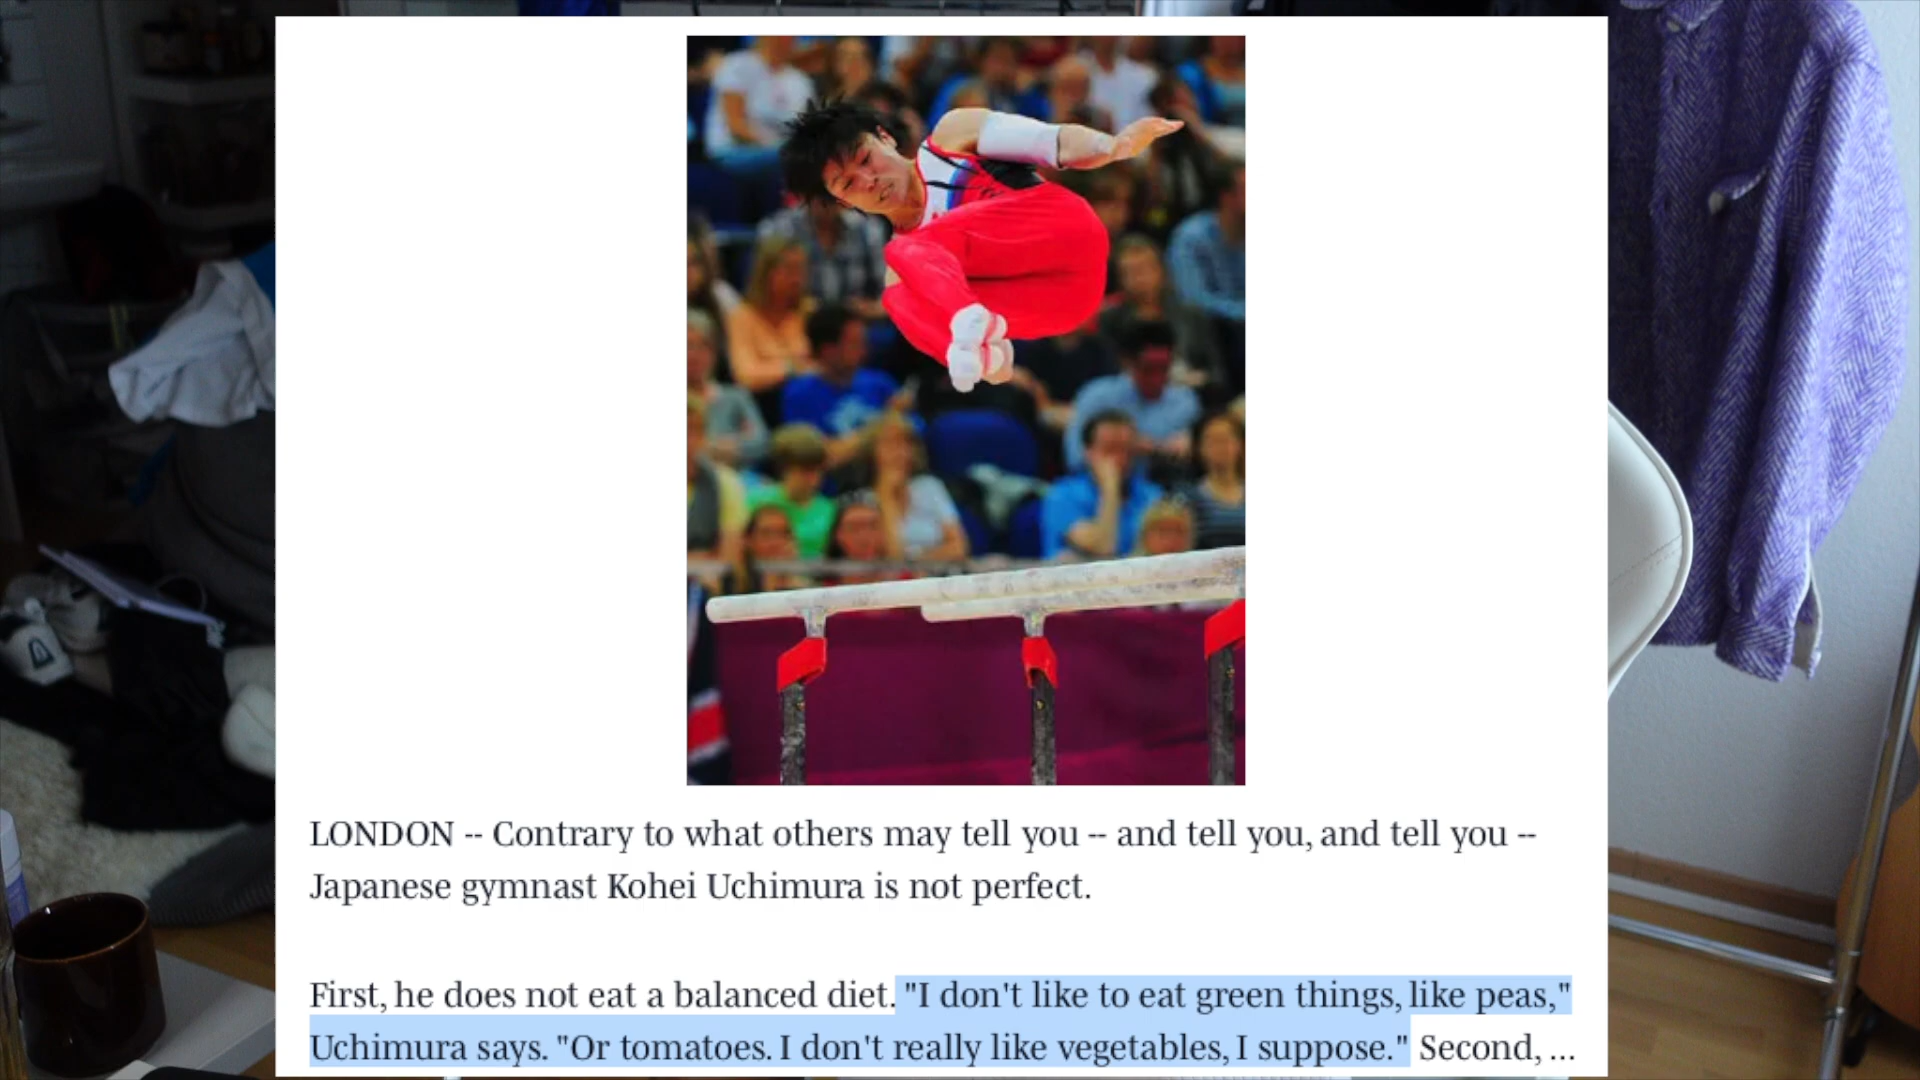 LONDON -- Contrary to what others may tell you -- and tell you, and tell you --
Japanese gymnast Kohei Uchimura is not perfect.
First, he does not eat a balanced diet. "I don't like to eat green things, like peas,"
Uchimura says. "Or tomatoes. I don't really like vegetables, I suppose." Second, ...